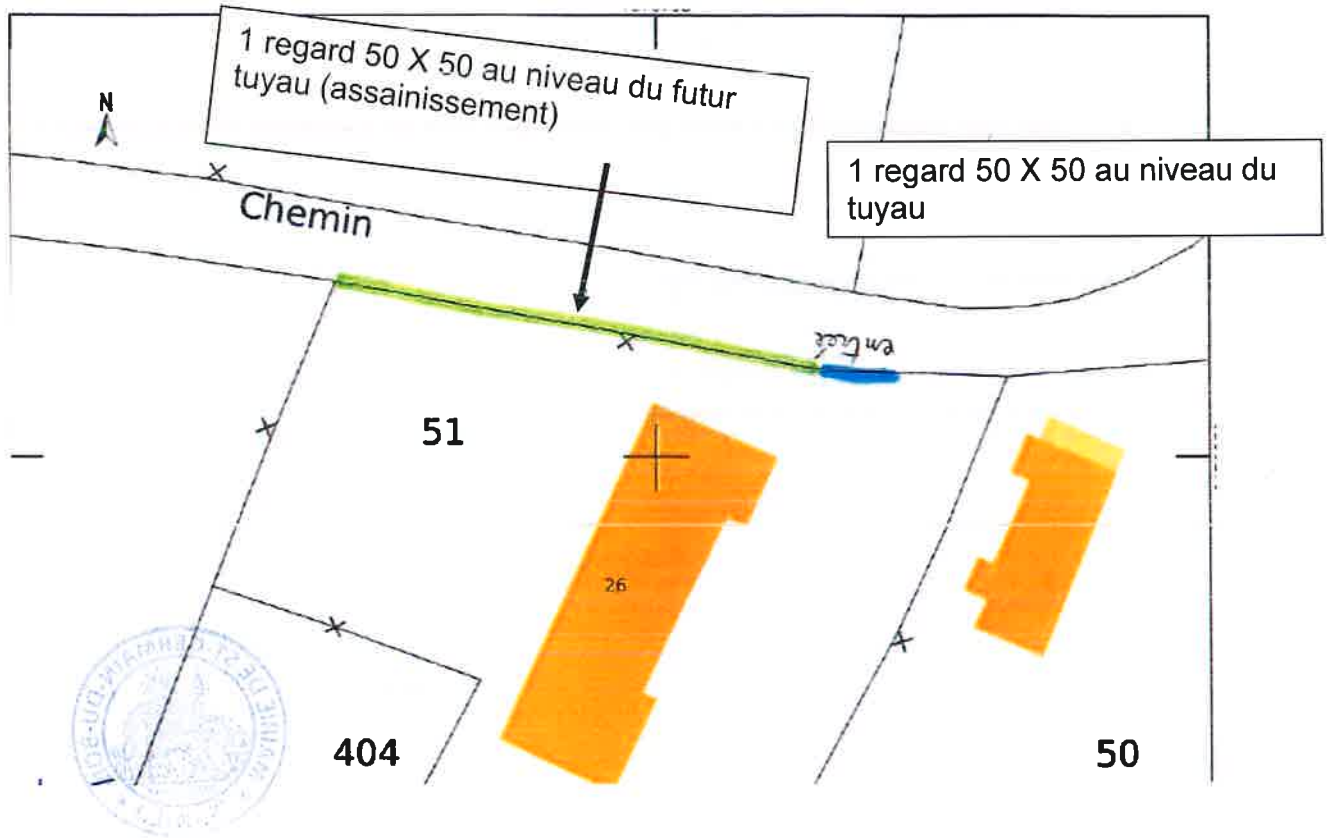 1 regard 50 X 50 au niveau du futur
tuyau (assainissement)
N
1 regard 50 X 50 au niveau du
tuyau
Chemin
entrée
51
26
404
50